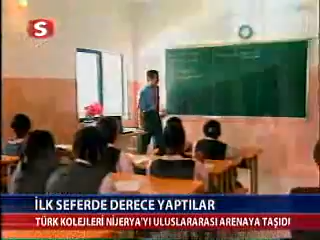 S
İLK SEFERDE DERECE YAPTILAR
TÜRK KOLEJLERİ NİJERYA'YI ULUSLARARASI ARENAYA TAŞIDI